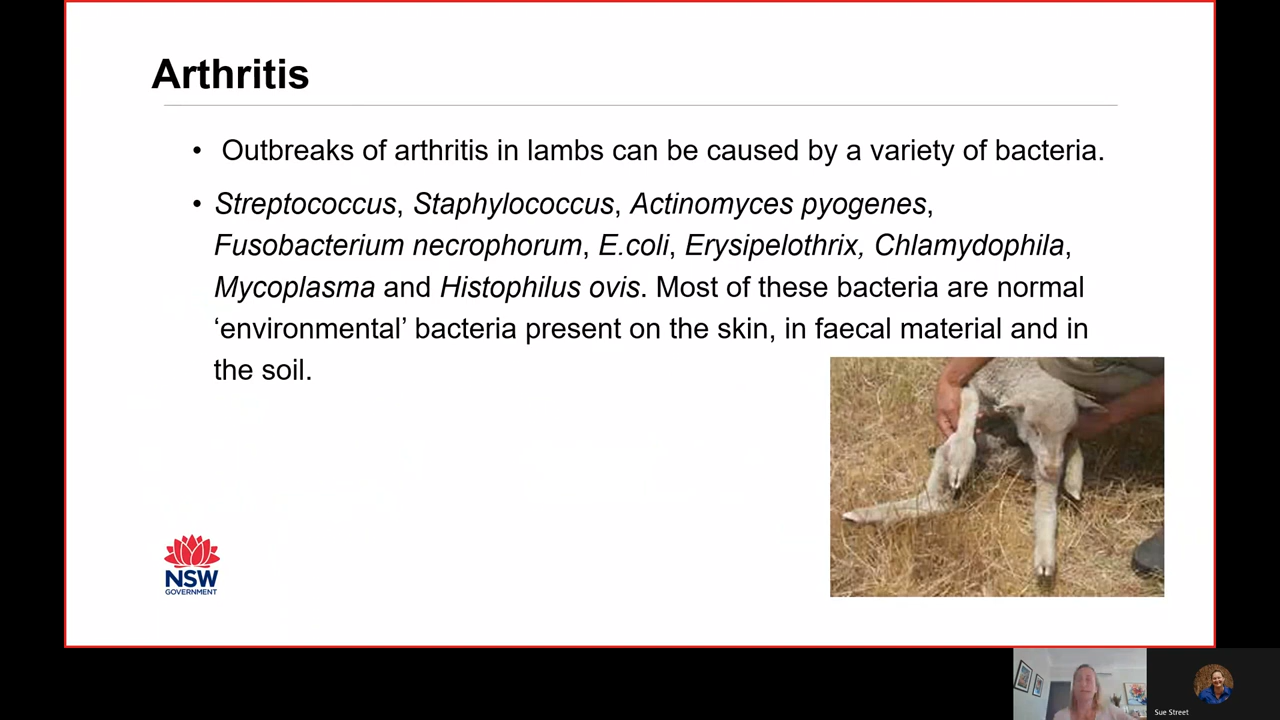 Arthritis
• Outbreaks of arthritis in lambs can be caused by a variety of bacteria.
• Streptococcus, Staphylococcus, Actinomyces pyogenes,
Fusobacterium necrophorum, E.coli, Erysipelothrix, Chlamydophila,
Mycoplasma and Histophilus ovis. Most of these bacteria are normal
‘environmental’ bacteria present on the skin, in faecal material and in
the soil.
NSW
GOVERNMENT
Sue Street